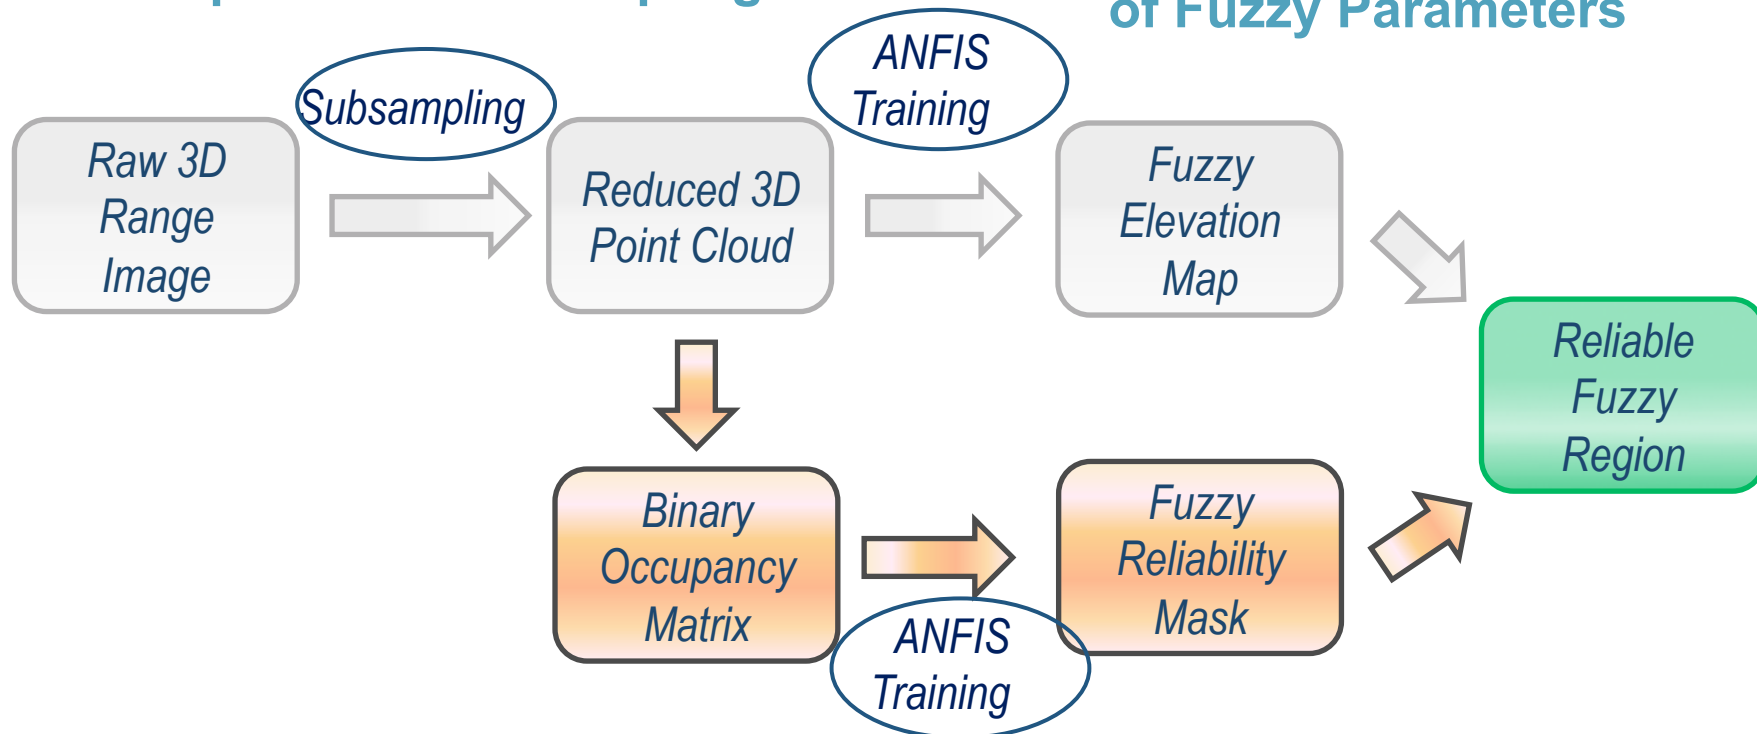 of Fuzzy Parameters
Subsampling
ANFIS
Training
Raw 3D
Range
Image
Reduced 3D
Point Cloud
Fuzzy
Elevation
Map
Reliable
Fuzzy
Region
Binary
Occupancy
Matrix
Fuzzy
Reliability
Mask
ANFIS
Training